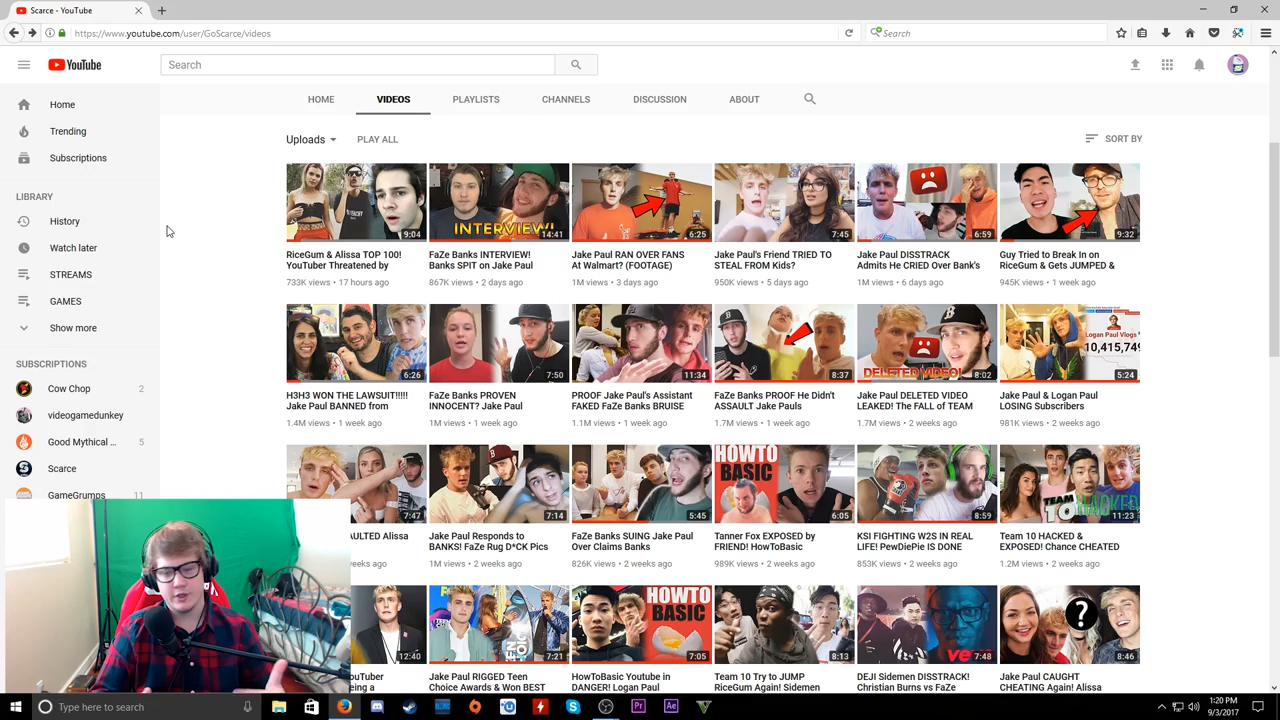 Scarce - YouTube
https://www.youtube.com/user/GoScarce/videos
Search
YouTube
Search
Home
Trending
Subscriptions
LIBRARY
History
Watch later
STREAMS
GAMES
Show more
SUBSCRIPTIONS
Cow Chop 2
videogamedunkey
Good Mythical ... 5
Scarce
GameGrumps 11
HOME VIDEOS PLAYLISTS CHANNELS DISCUSSION ABOUT
Uploads PLAY ALL SORT BY
9:04
INTERVIEW!
14:41
6:25
7:45
6:59
9:32
RiceGum & Alissa TOP 100!
YouTuber Threatened by
733K views • 17 hours ago
FaZe Banks INTERVIEW!
Banks SPIT on Jake Paul
867K views • 2 days ago
Jake Paul RAN OVER FANS
At Walmart? (FOOTAGE)
1M views • 3 days ago
Jake Paul's Friend TRIED TO
STEAL FROM Kids?
950K views • 5 days ago
Jake Paul DISSTRACK
Admits He CRIED Over Bank's
1M views • 6 days ago
Guy Tried to Break In on
RiceGum & Gets JUMPED &
945K views • 1 week ago
6:26
7:50
11:34
8:37
DELETED VIDEO!
8:02
Logan Paul Vlogs
10,415,749
5:24
H3H3 WON THE LAWSUIT!!!!!
Jake Paul BANNED from
1.4M views • 1 week ago
FaZe Banks PROVEN
INNOCENT? Jake Paul
1M views • 1 week ago
PROOF Jake Paul's Assistant
FAKED FaZe Banks BRUISE
1.1M views • 1 week ago
FaZe Banks PROOF He Didn't
ASSAULT Jake Pauls
1.7M views • 1 week ago
Jake Paul DELETED VIDEO
LEAKED! The FALL of TEAM
1.7M views • 2 weeks ago
Jake Paul & Logan Paul
LOSING Subscribers
981K views • 2 weeks ago
7:47
7:14
5:45
HOWTO
BASIC
6:05
8:59
TEAM
10 HACKED
11:23
AULTED Alissa
eeks ago
Jake Paul Responds to
BANKS! FaZe Rug D*CK Pics
1M views • 2 weeks ago
FaZe Banks SUING Jake Paul
Over Claims Banks
826K views • 2 weeks ago
Tanner Fox EXPOSED by
FRIEND! HowToBasic
989K views • 2 weeks ago
KSI FIGHTING W2S IN REAL
LIFE! PewDiePie IS DONE
853K views • 2 weeks ago
Team 10 HACKED &
EXPOSED! Chance CHEATED
1.2M views • 2 weeks ago
12:40
7:21
HOWTO
BASIC
7:05
8:13
ve
7:48
?
8:46
uTuber
eing a
Jake Paul RIGGED Teen
Choice Awards & Won BEST
HowToBasic Youtube in
DANGER! Logan Paul
Team 10 Try to JUMP
RiceGum Again! Sidemen
DEJI Sidemen DISSTRACK!
Christian Burns vs FaZe
Jake Paul CAUGHT
CHEATING Again! Alissa
Type here to search
Pr
Ae
1:20 PM
9/3/2017